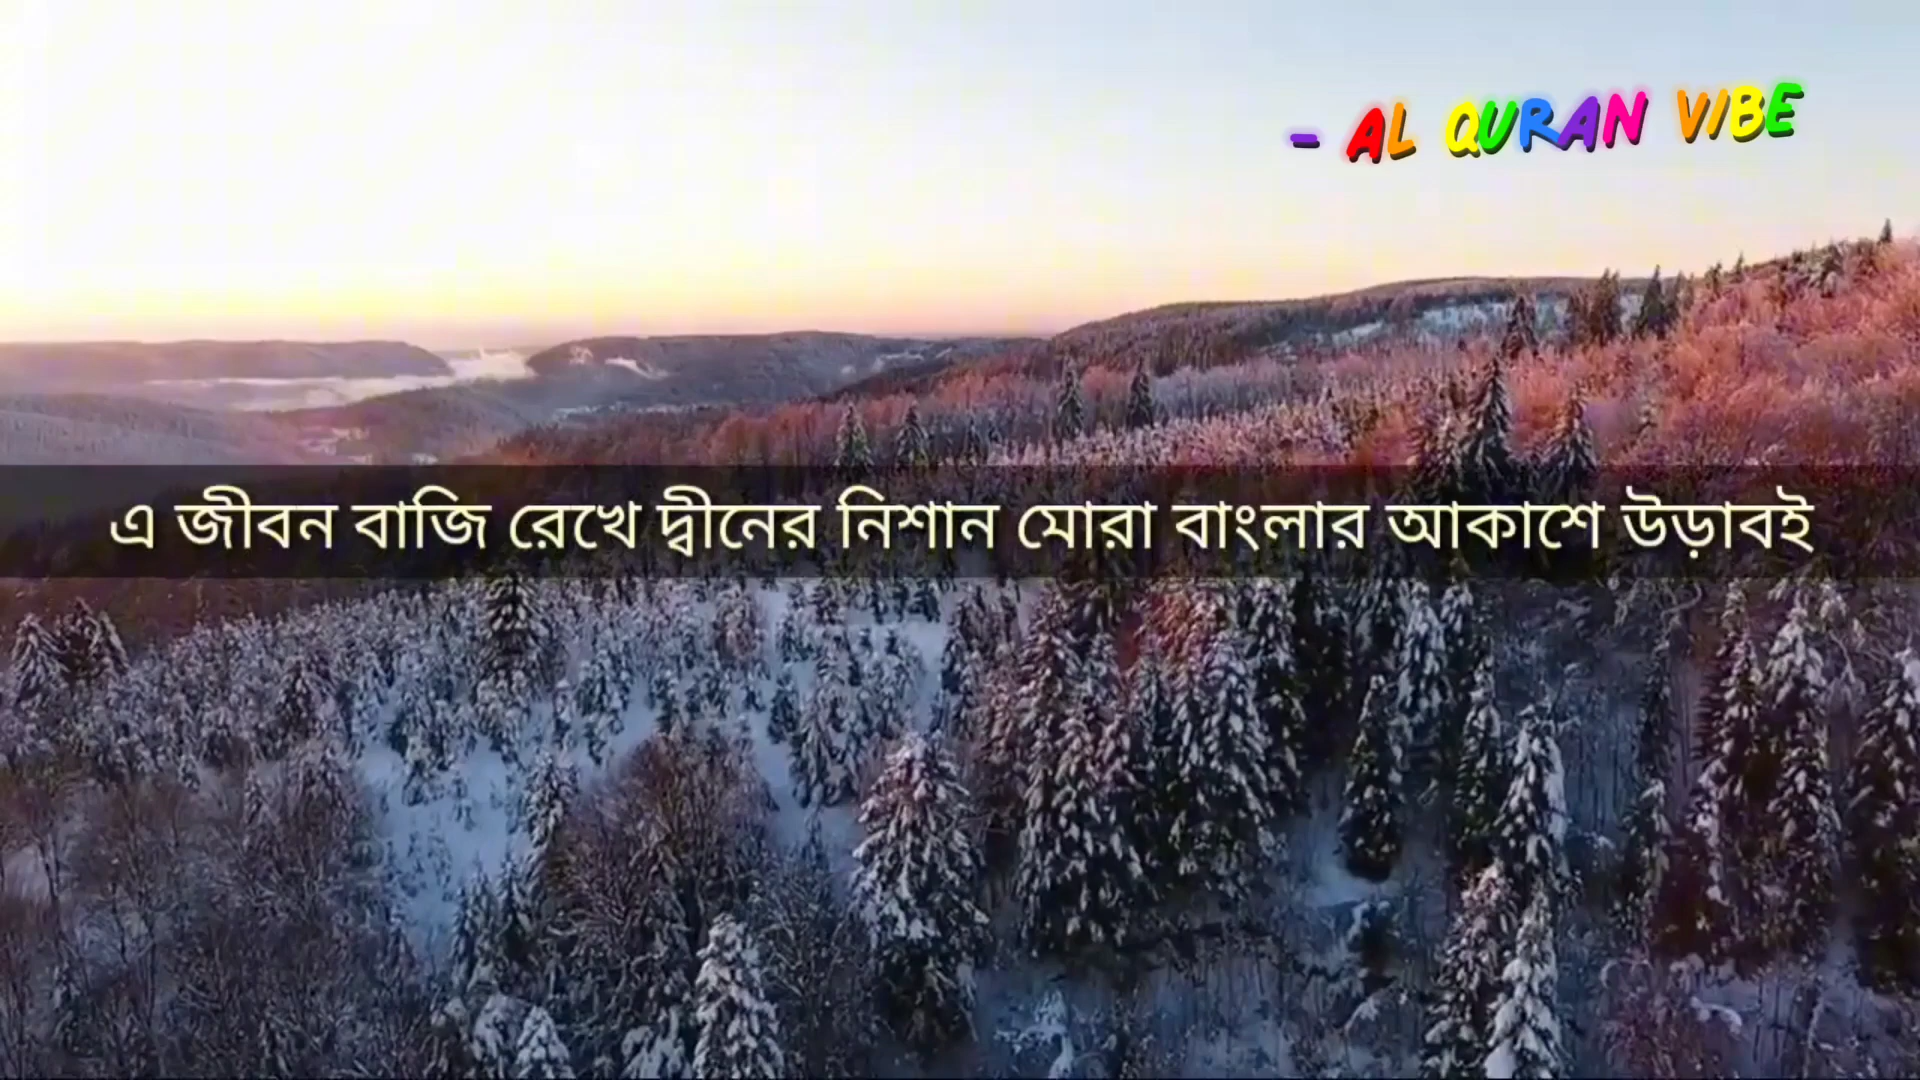 - AL QURAN VIBE
এ জীবন বাজি রেখে দ্বীনের নিশান মোরা বাংলার আকাশে উড়াবই